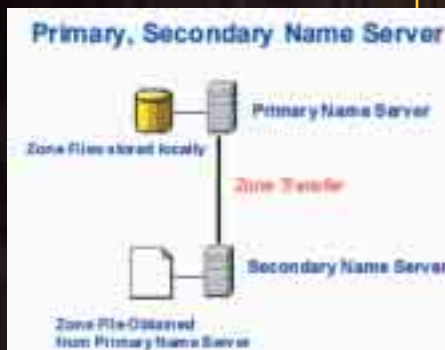 Primary, Secondary Name Server
Primary Name Server
Zone Files stored locally
Zone Transfer
Secondary Name Server
Zone File-Obtained
from Primary Name Server